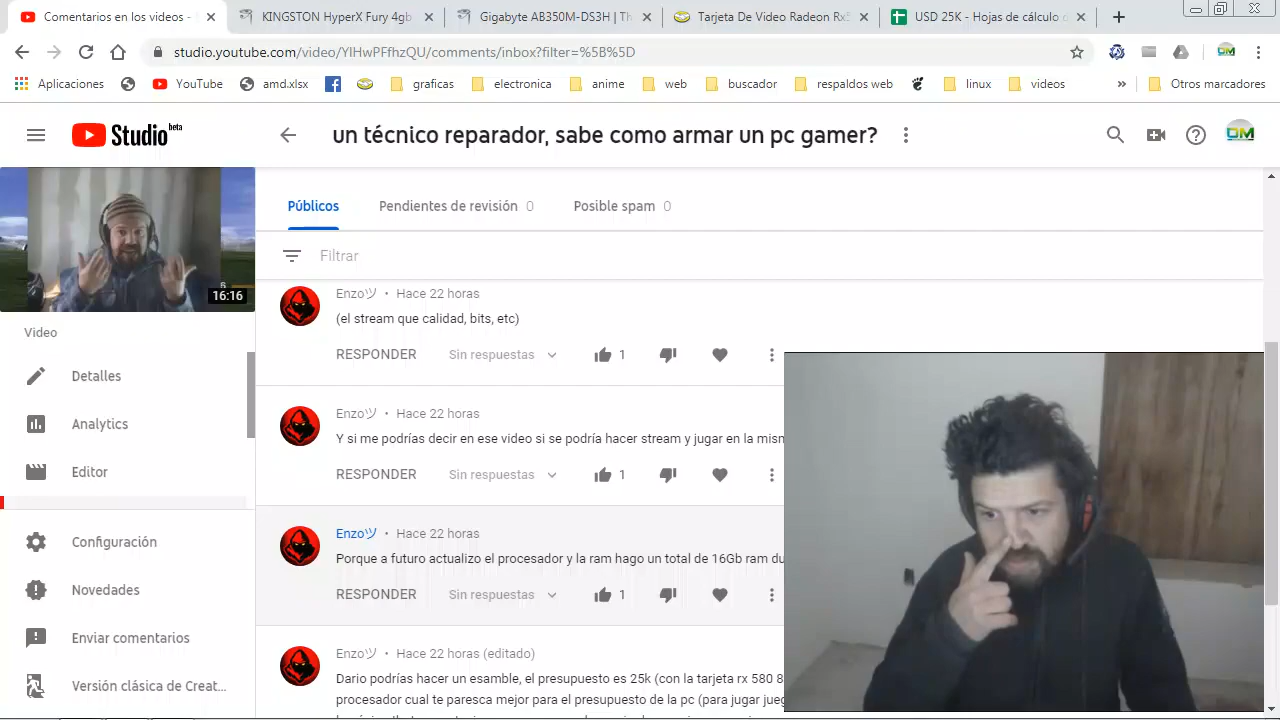 Comentarios en los videos -
KINGSTON HyperX Fury 4gb
Gigabyte AB350M-DS3H | Th
Tarjeta De Video Radeon Rx5
USD 25K - Hojas de cálculo d
studio.youtube.com/video/YlHwPFfhzQU/comments/inbox?filter=%5B%5D
Aplicaciones
YouTube
amd.xlsx
graficas
electronica
anime
web
buscador
respaldos web
linux
videos
»
Otros marcadores
Studio beta
un técnico reparador, sabe como armar un pc gamer?
DM
16:16
Video
Detalles
Analytics
Editor
Configuración
Novedades
Enviar comentarios
Versión clásica de Creat...
Públicos
Pendientes de revisión 0
Posible spam 0
Filtrar
Enzoツ • Hace 22 horas
(el stream que calidad, bits, etc)
RESPONDER Sin respuestas 1
Enzoツ • Hace 22 horas
Y si me podrías decir en ese video si se podría hacer stream y jugar en la misn
RESPONDER Sin respuestas 1
Enzoツ • Hace 22 horas
Porque a futuro actualizo el procesador y la ram hago un total de 16Gb ram du
RESPONDER Sin respuestas 1
Enzoツ • Hace 22 horas (editado)
Dario podrías hacer un esamble, el presupuesto es 25k (con la tarjeta rx 580 8
procesador cual te paresca mejor para el presupuesto de la pc (para jugar jueg